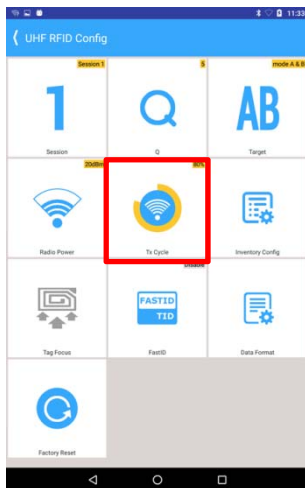 11:33
UHF RFID Config
Session 1
5
mode A & B
1
Q
AB
Session
Q
Target
20dBm
80%
Radio Power
Tx Cycle
Inventory Config
Disable
FASTID
TID
Tag Focus
FastID
Data Format
Factory Reset